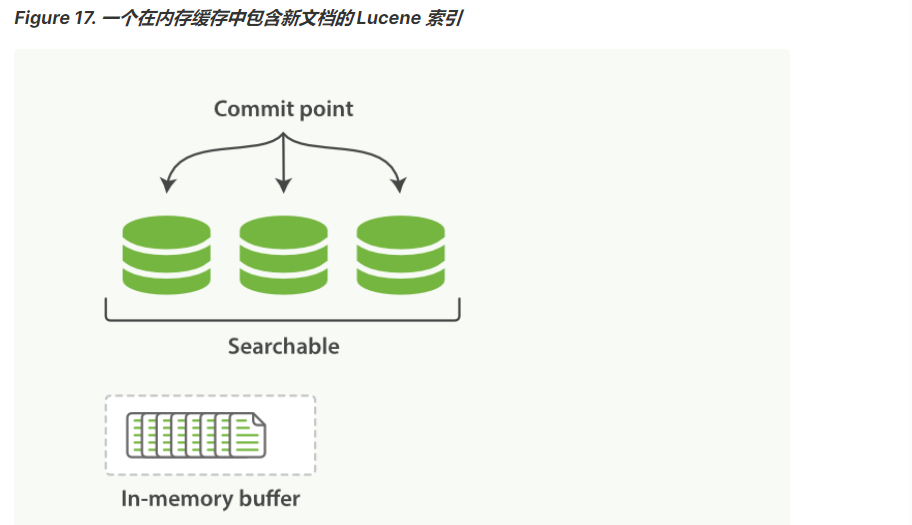 Figure 17. 一个在内存缓存中包含新文档的 Lucene 索引
Commit point
Searchable
In-memory buffer